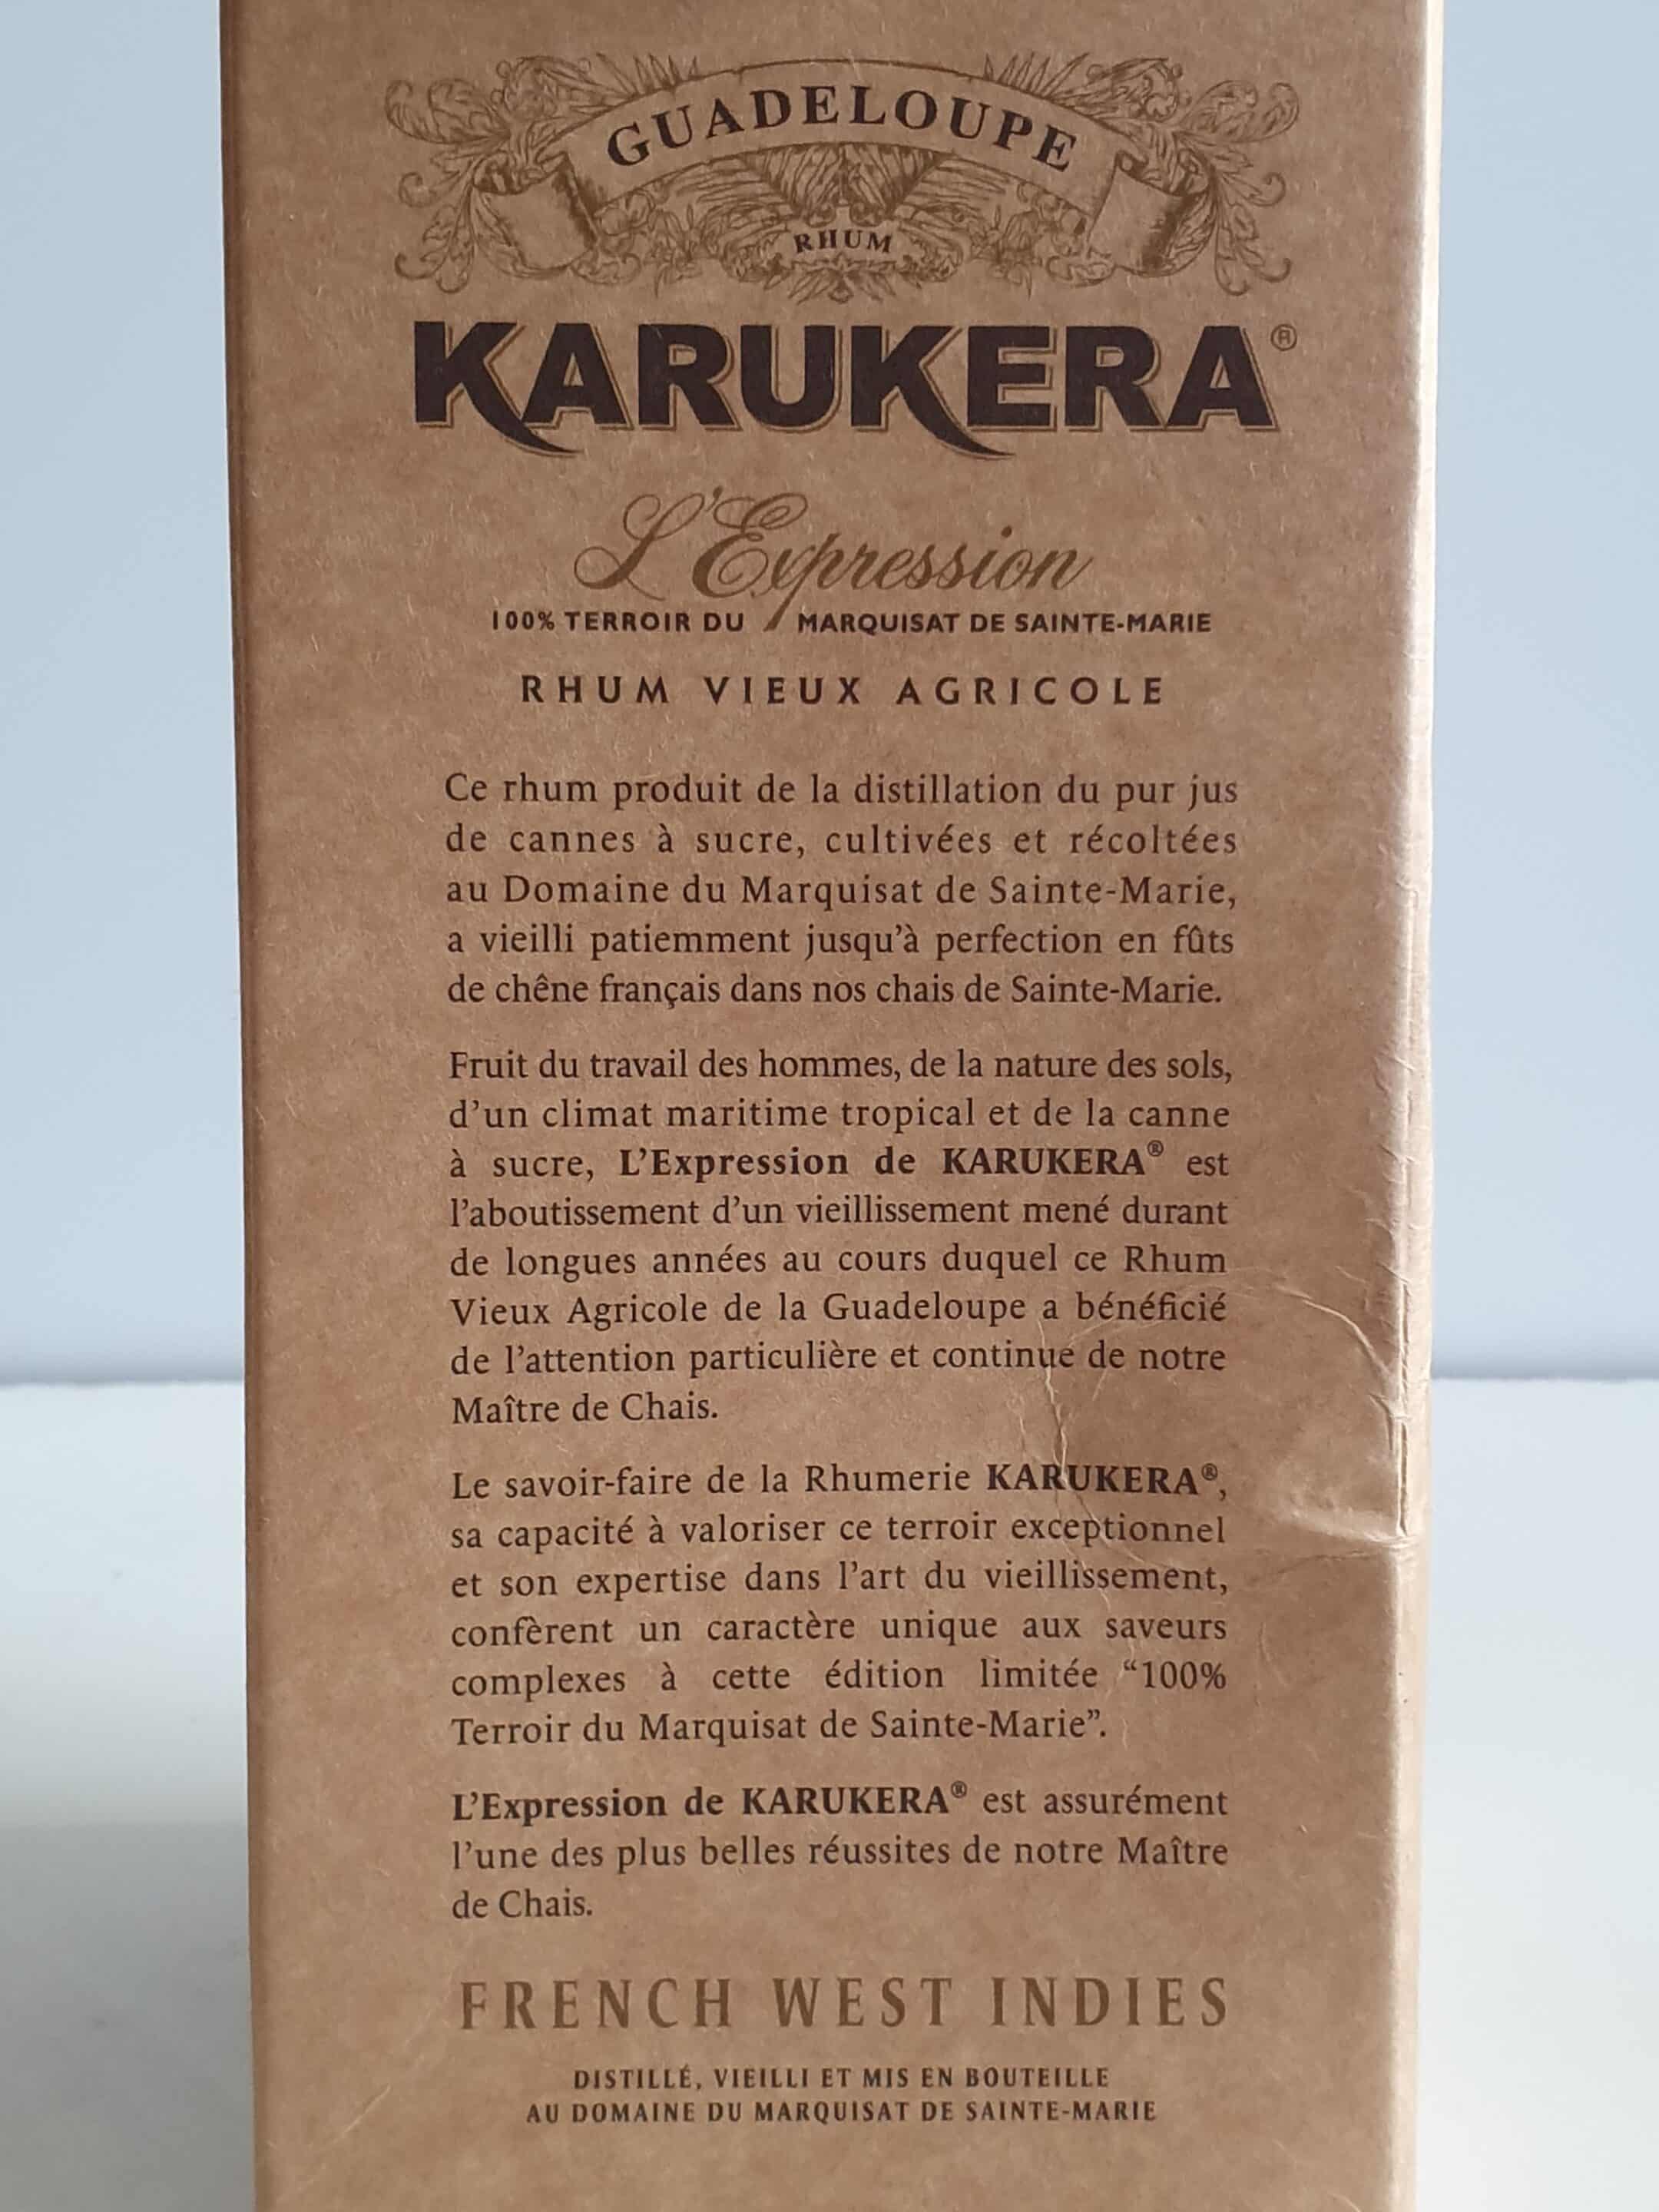 GUADELOUPE
RHUM
KARUKERA®
L'Expression
100% TERROIR DU MARQUISAT DE SAINTE-MARIE
RHUM VIEUX AGRICOLE
Ce rhum produit de la distillation du pur jus
de cannes à sucre, cultivées et récoltées
au Domaine du Marquisat de Sainte-Marie,
a vieilli patiemment jusqu’à perfection en fûts
de chêne français dans nos chais de Sainte-Marie.
Fruit du travail des hommes, de la nature des sols,
d’un climat maritime tropical et de la canne
à sucre, L’Expression de KARUKERA® est
l’aboutissement d’un vieillissement mené durant
de longues années au cours duquel ce Rhum
Vieux Agricole de la Guadeloupe a bénéficié
de l’attention particulière et continue de notre
Maître de Chais.
Le savoir-faire de la Rhumerie KARUKERA®,
sa capacité à valoriser ce terroir exceptionnel
et son expertise dans l’art du vieillissement,
confèrent un caractère unique aux saveurs
complexes à cette édition limitée “100%
Terroir du Marquisat de Sainte-Marie”.
L’Expression de KARUKERA® est assurément
l’une des plus belles réussites de notre Maître
de Chais.
FRENCH WEST INDIES
DISTILLÉ, VIEILLI ET MIS EN BOUTEILLE
AU DOMAINE DU MARQUISAT DE SAINTE-MARIE